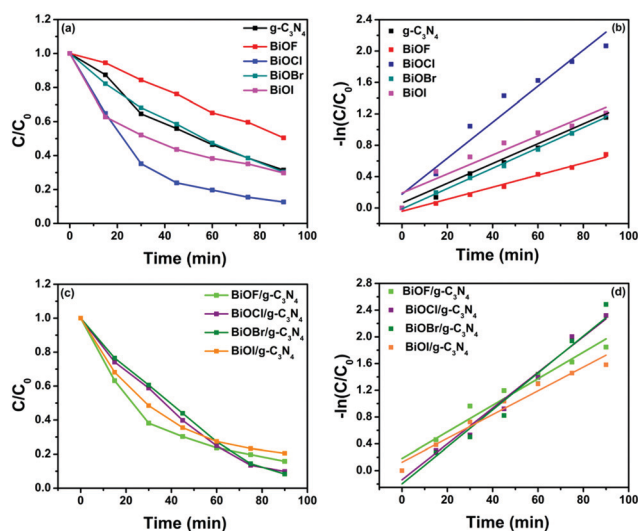 (a)
g-C₃N₄
BiOF
BiOCl
BiOBr
BiOI
C/C₀
1.2
1.0
0.8
0.6
0.4
0.2
0.0
0 20 40 60 80 100
Time (min)
(b)
g-C₃N₄
BiOF
BiOCl
BiOBr
BiOI
-ln(C/C₀)
2.4
1.8
1.2
0.6
0.0
0 20 40 60 80 100
Time (min)
(c)
BiOF/g-C₃N₄
BiOCl/g-C₃N₄
BiOBr/g-C₃N₄
BiOI/g-C₃N₄
C/C₀
1.2
1.0
0.8
0.6
0.4
0.2
0.0
0 20 40 60 80 100
Time (min)
(d)
BiOF/g-C₃N₄
BiOCl/g-C₃N₄
BiOBr/g-C₃N₄
BiOI/g-C₃N₄
-ln(C/C₀)
2.8
2.4
2.0
1.6
1.2
0.8
0.4
0.0
0 20 40 60 80 100
Time (min)